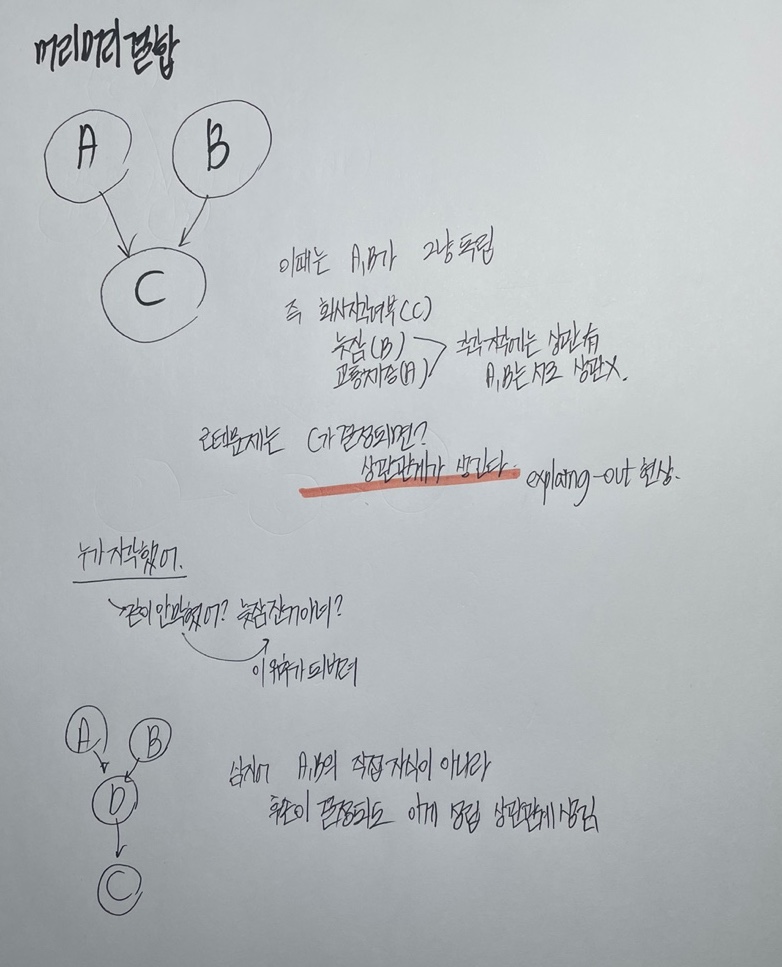 머리머리 결합
A
B
C
이때는 A,B가 그냥 독립
즉 회사지각여부(C)
늦잠(B)
교통체증(A)
각각 지각에는 상관 有
A,B는 서로 상관X.
근데 문제는 C가 결정되면?
상관관계가 생긴다.
explaing-out 현상.
누가 지각했어.
길이 안막혔어? 늦잠 잔거 아녀?
이 되버려
A
B
D
C
심지어 A,B의 직접 자식이 아니라
후손이 결정되도 이게 성립 상관관계 생김